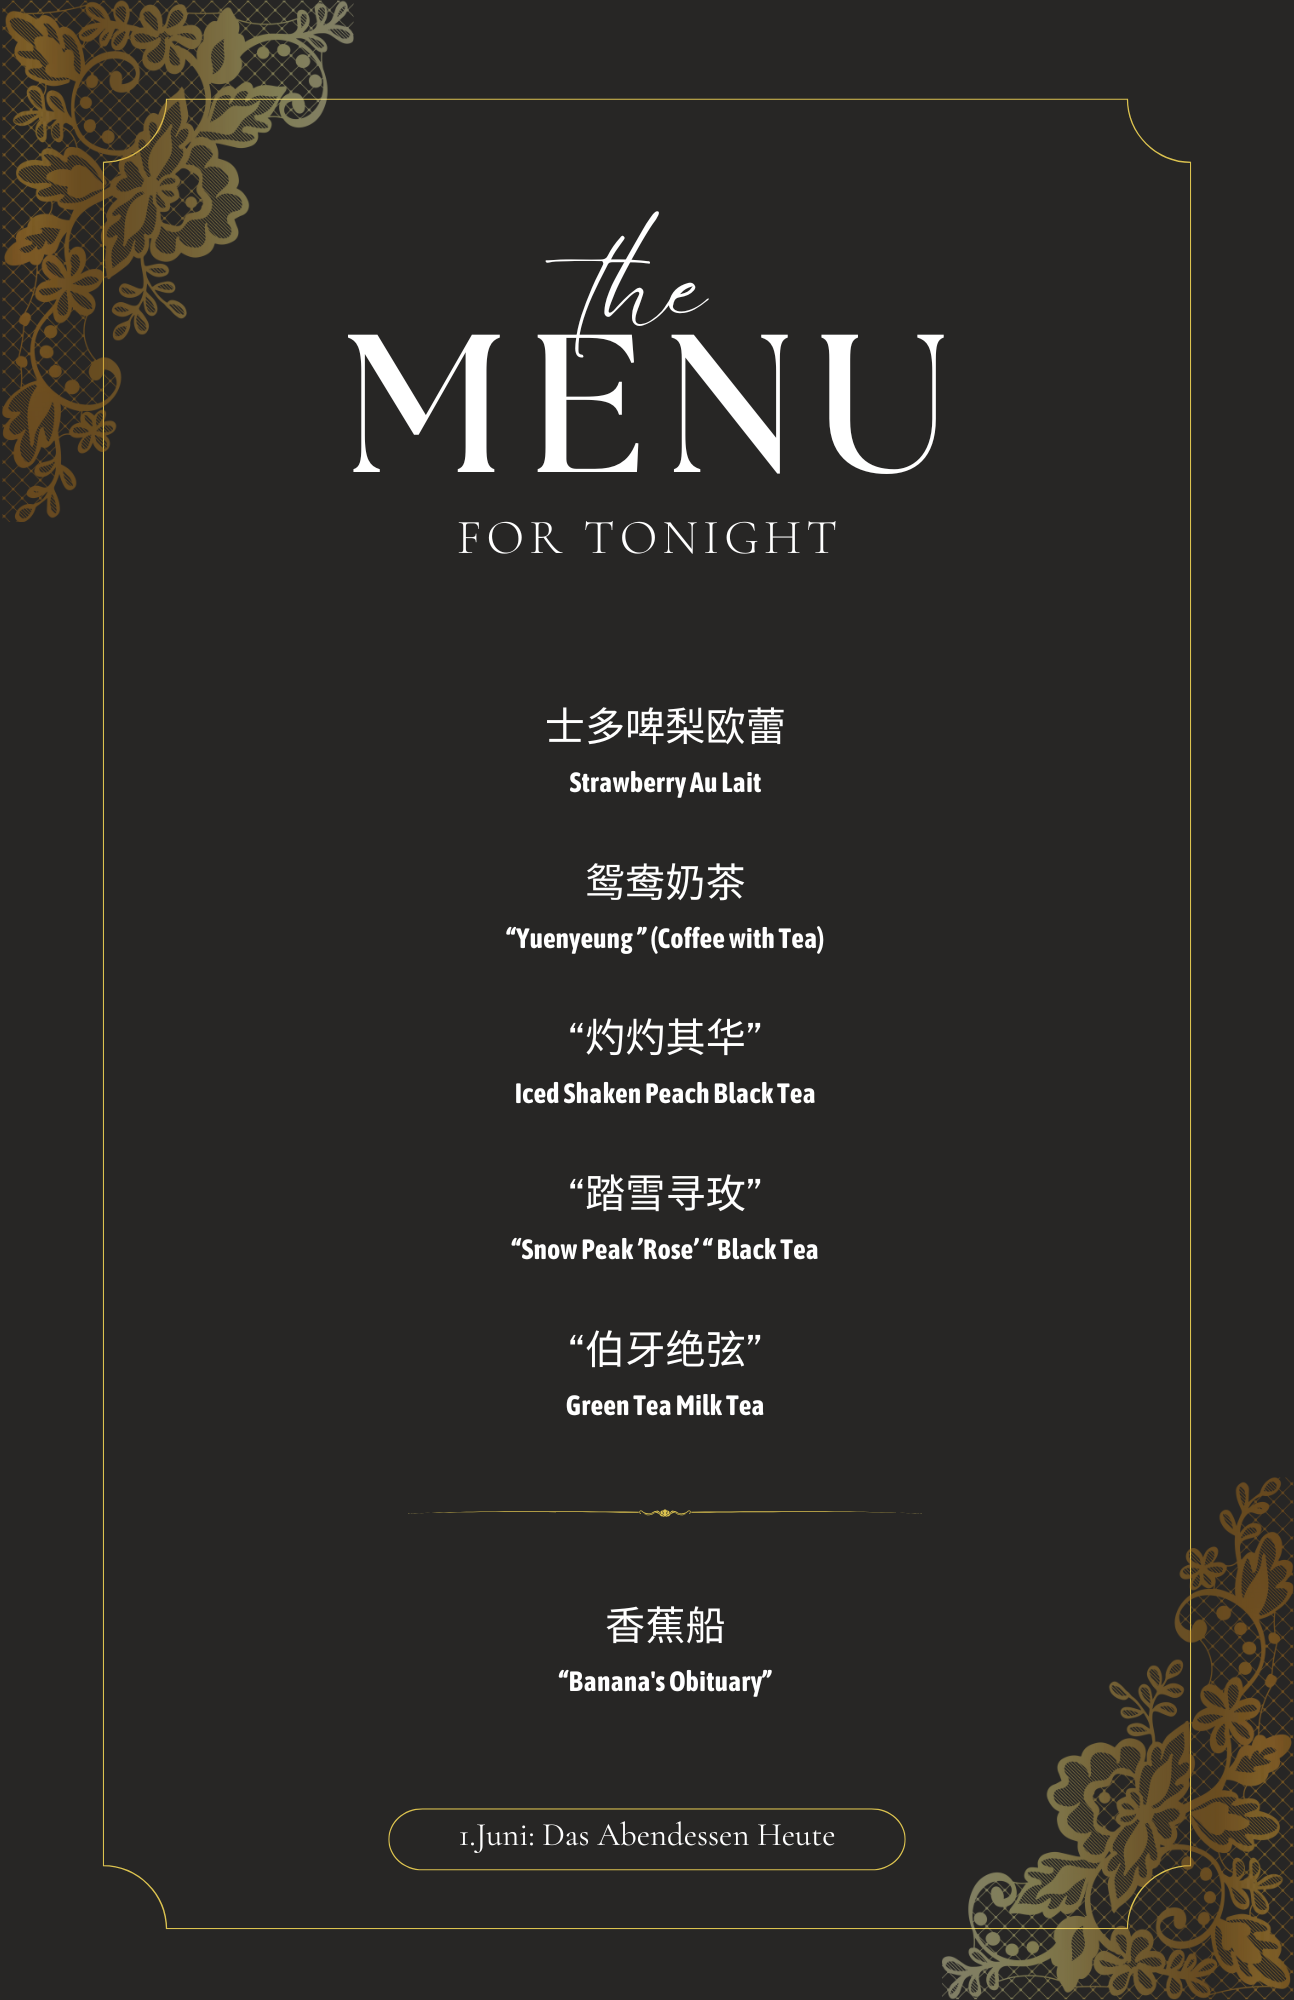 the
MENU
FOR TONIGHT
士多啤梨欧蕾
Strawberry Au Lait
鸳鸯奶茶
“Yuenyeung ” (Coffee with Tea)
“灼灼其华”
Iced Shaken Peach Black Tea
“踏雪寻玫”
“Snow Peak ’Rose’ “ Black Tea
“伯牙绝弦”
Green Tea Milk Tea
香蕉船
“Banana's Obituary”
1.Juni: Das Abendessen Heute